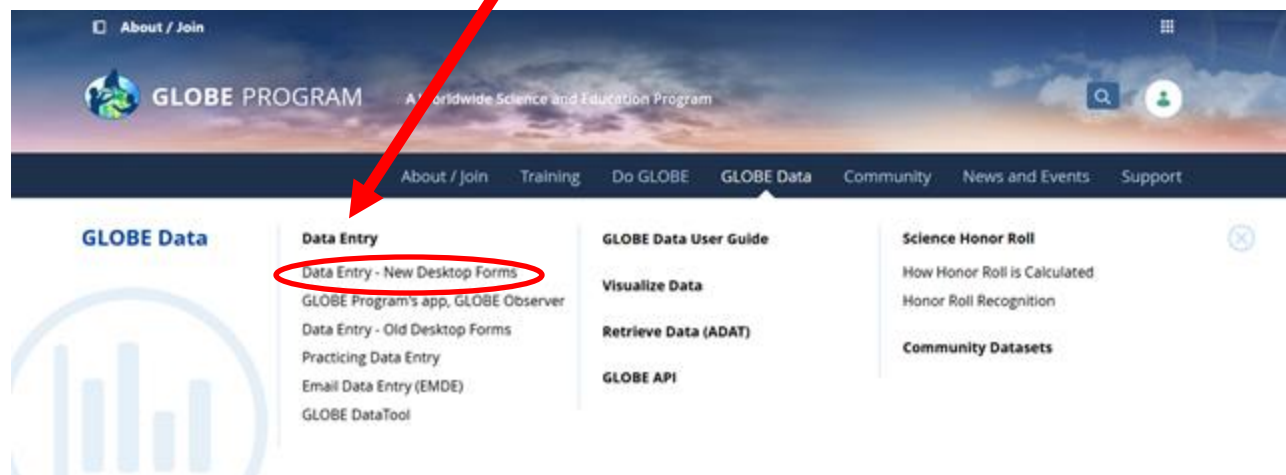 About / Join
GLOBE PROGRAM A Worldwide Science and Education Program
About / Join Training Do GLOBE GLOBE Data Community News and Events Support
GLOBE Data
Data Entry
Data Entry - New Desktop Forms
GLOBE Program's app, GLOBE Observer
Data Entry - Old Desktop Forms
Practicing Data Entry
Email Data Entry (EMDE)
GLOBE DataTool
GLOBE Data User Guide
Visualize Data
Retrieve Data (ADAT)
GLOBE API
Science Honor Roll
How Honor Roll is Calculated
Honor Roll Recognition
Community Datasets